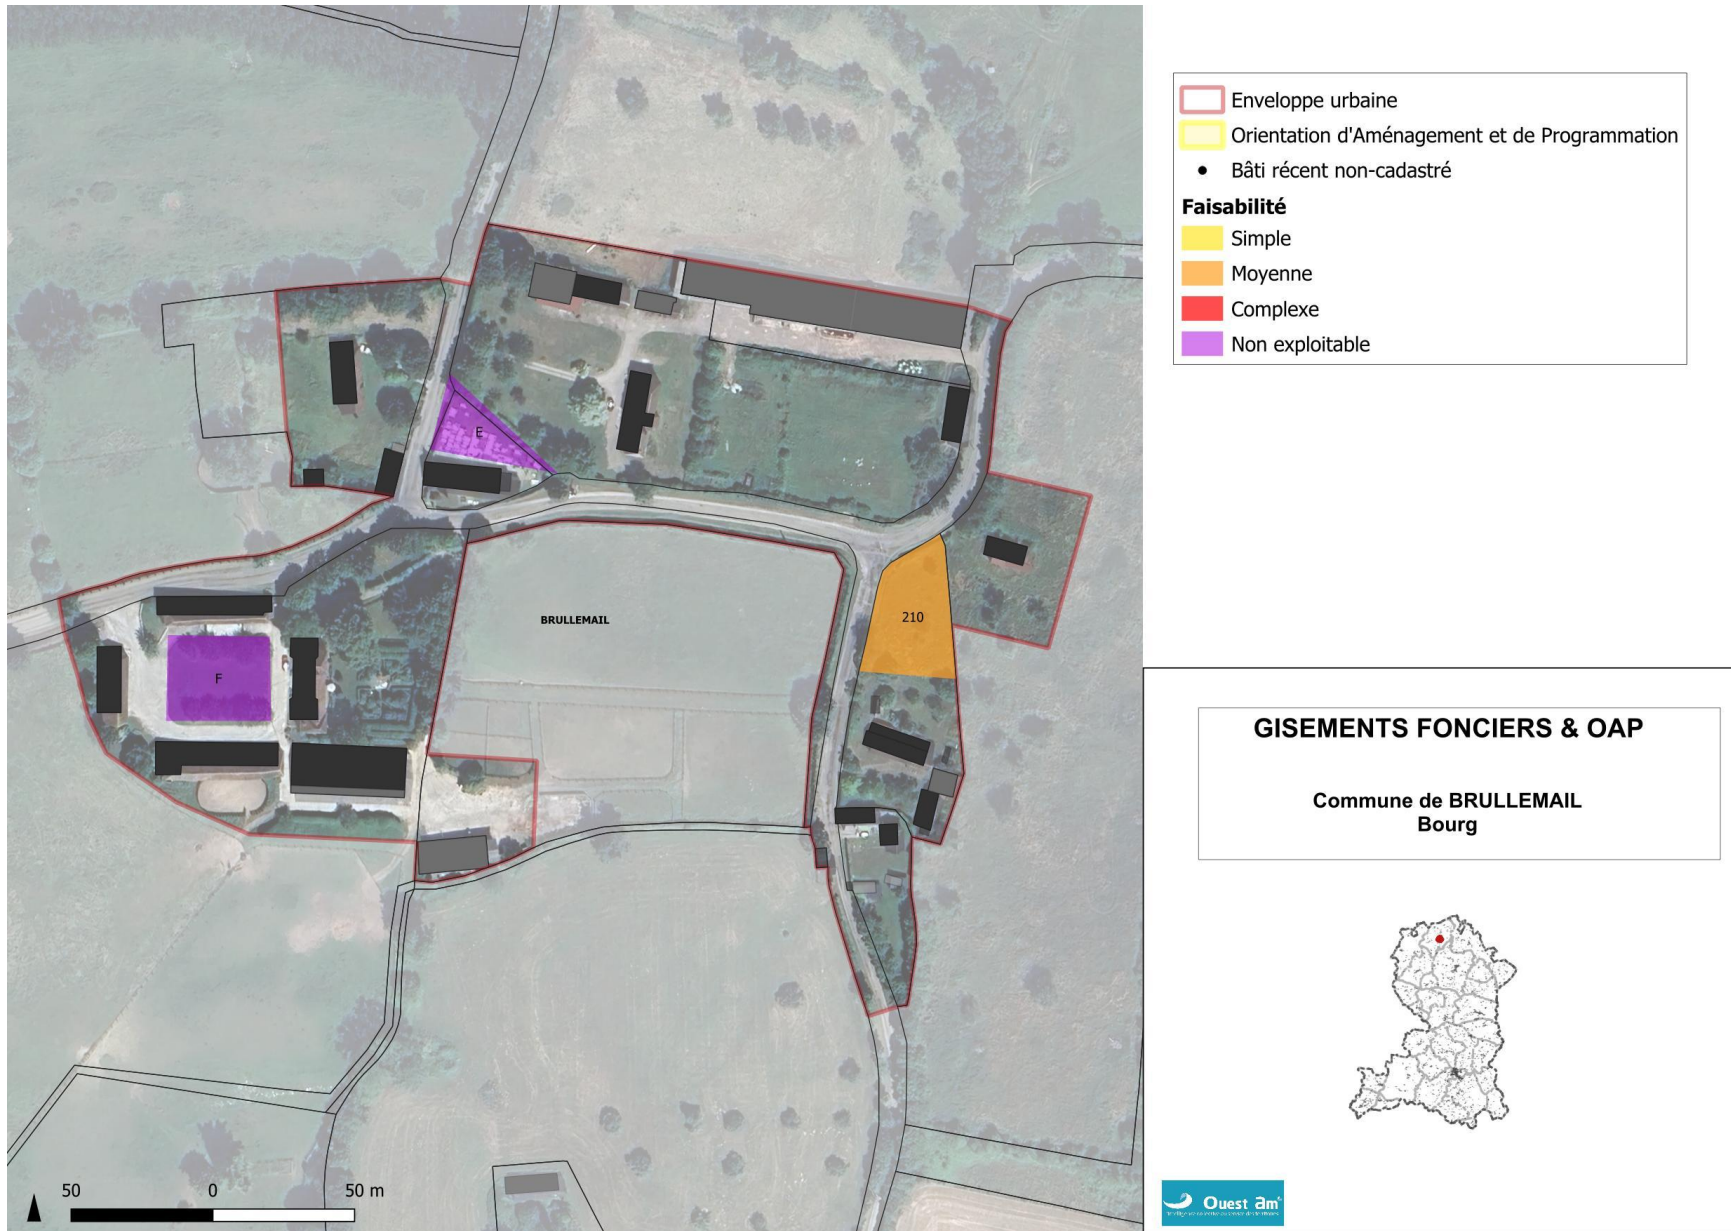 Enveloppe urbaine
Orientation d'Aménagement et de Programmation
Bâti récent non-cadastré
Faisabilité
Simple
Moyenne
Complexe
Non exploitable
E
BRULLEMAIL
210
F
GISEMENTS FONCIERS & OAP
Commune de BRULLEMAIL
Bourg
50 0 50 m
Ouest am'